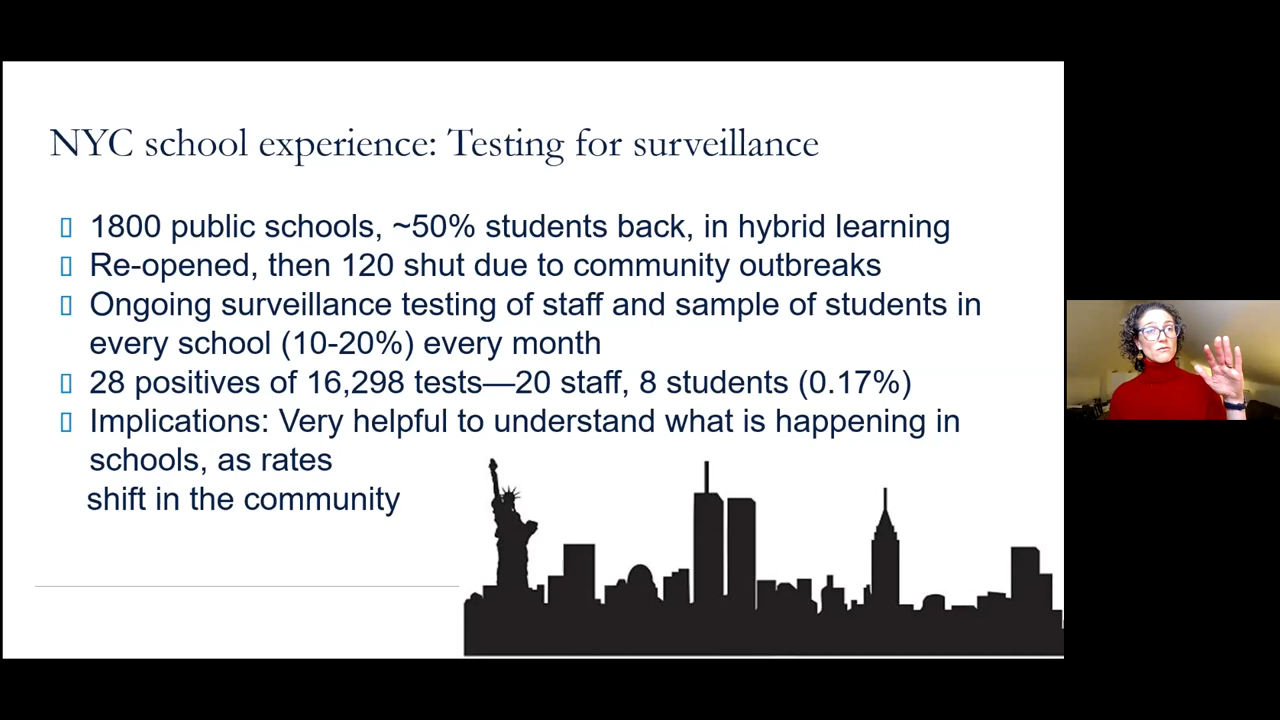 NYC school experience: Testing for surveillance
1800 public schools, ~50% students back, in hybrid learning
Re-opened, then 120 shut due to community outbreaks
Ongoing surveillance testing of staff and sample of students in
every school (10-20%) every month
28 positives of 16,298 tests—20 staff, 8 students (0.17%)
Implications: Very helpful to understand what is happening in
schools, as rates
shift in the community